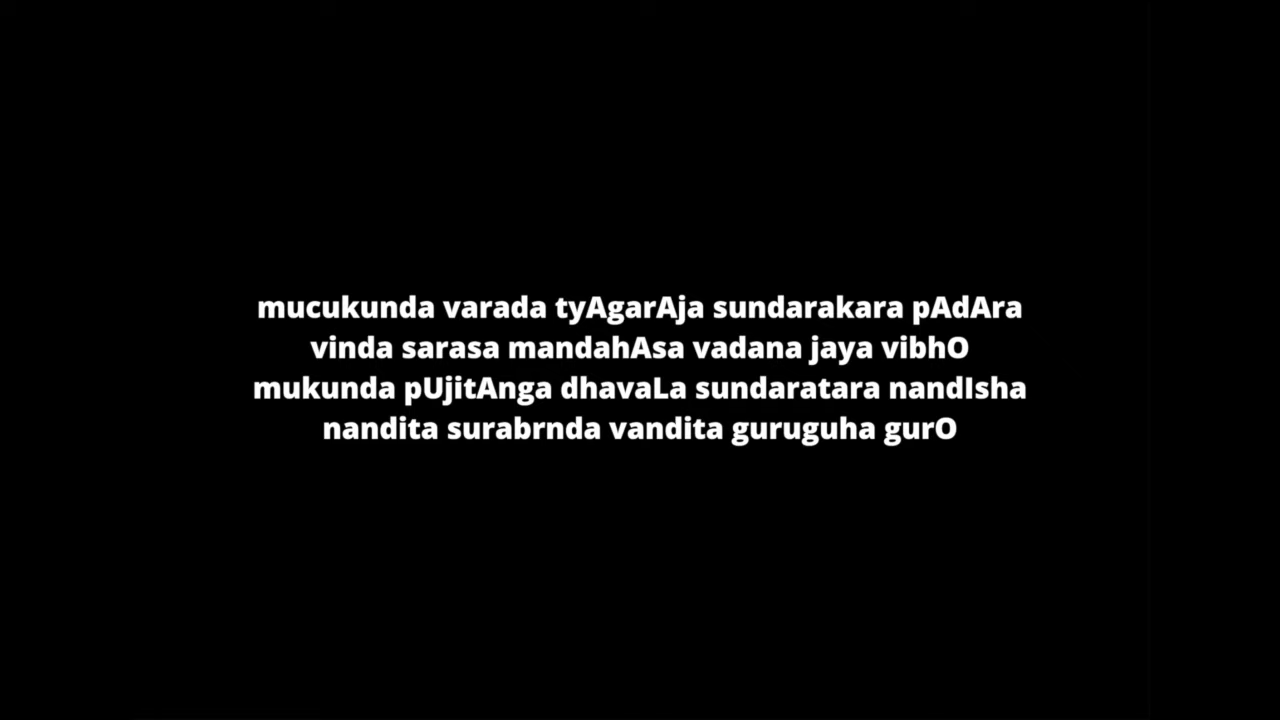 mucukunda varada tyAgarAja sundarakara pAdAra
vinda sarasa mandahAsa vadana jaya vibhO
mukunda pUjitAnga dhavaLa sundaratara nandIsha
nandita surabrnda vandita guruguha gurO